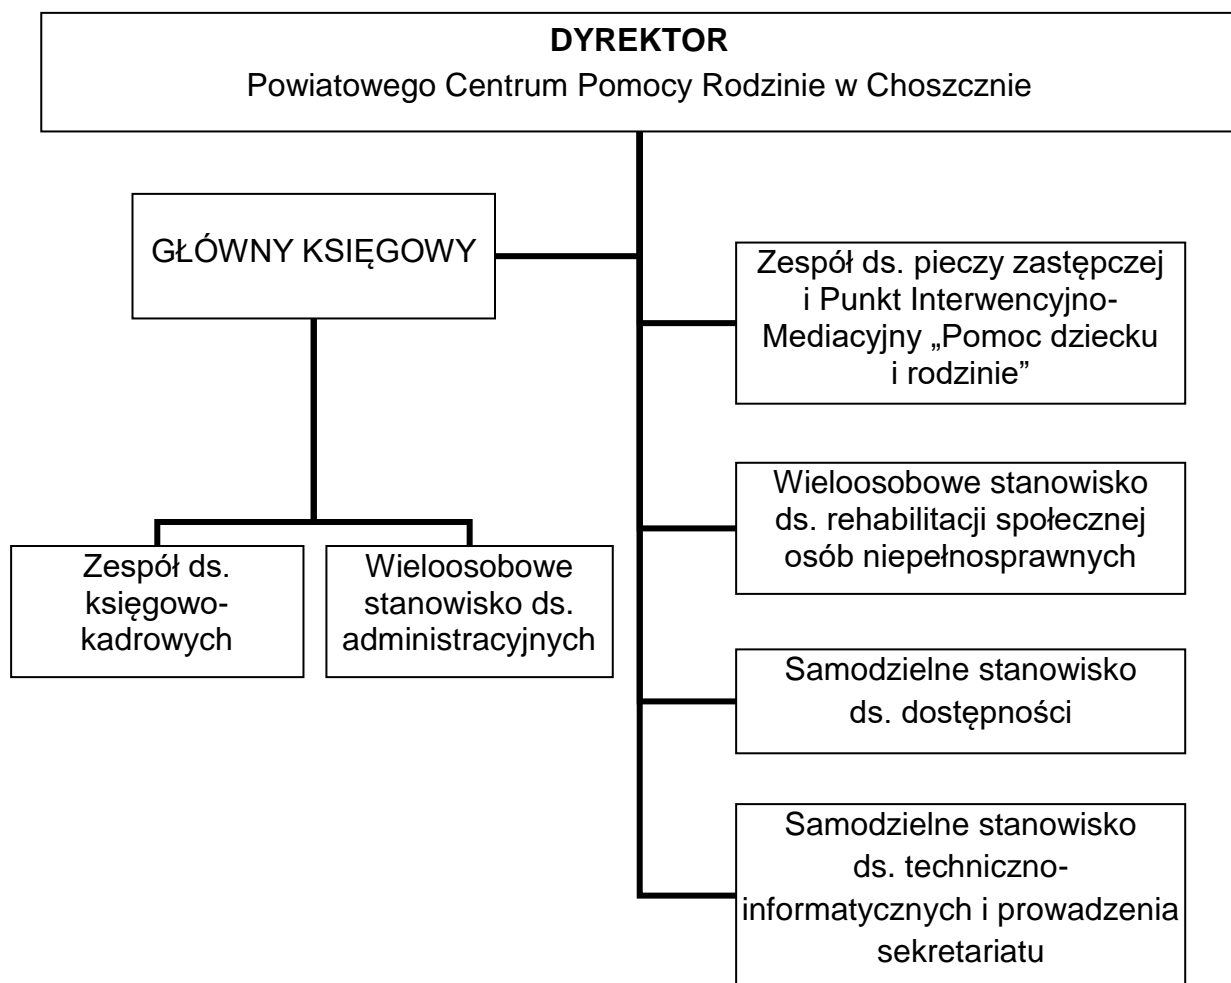 DYREKTOR
Powiatowego Centrum Pomocy Rodzinie w Choszcznie
GŁÓWNY KSIĘGOWY
Zespół ds. pieczy zastępczej
i Punkt Interwencyjno-
Mediacyjny „Pomoc dziecku
i rodzinie”
Wieloosobowe stanowisko
ds. rehabilitacji społecznej
osób niepełnosprawnych
Zespół ds.
księgowo-
kadrowych
Wieloosobowe
stanowisko ds.
administracyjnych
Samodzielne stanowisko
ds. dostępności
Samodzielne stanowisko
ds. techniczno-
informatycznych i prowadzenia
sekretariatu